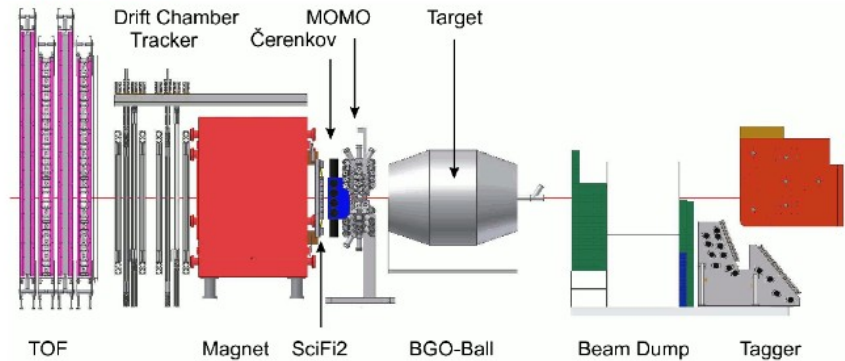 Drift Chamber MOMO Target
Tracker Čerenkov
TOF Magnet SciFi2 BGO-Ball Beam Dump Tagger